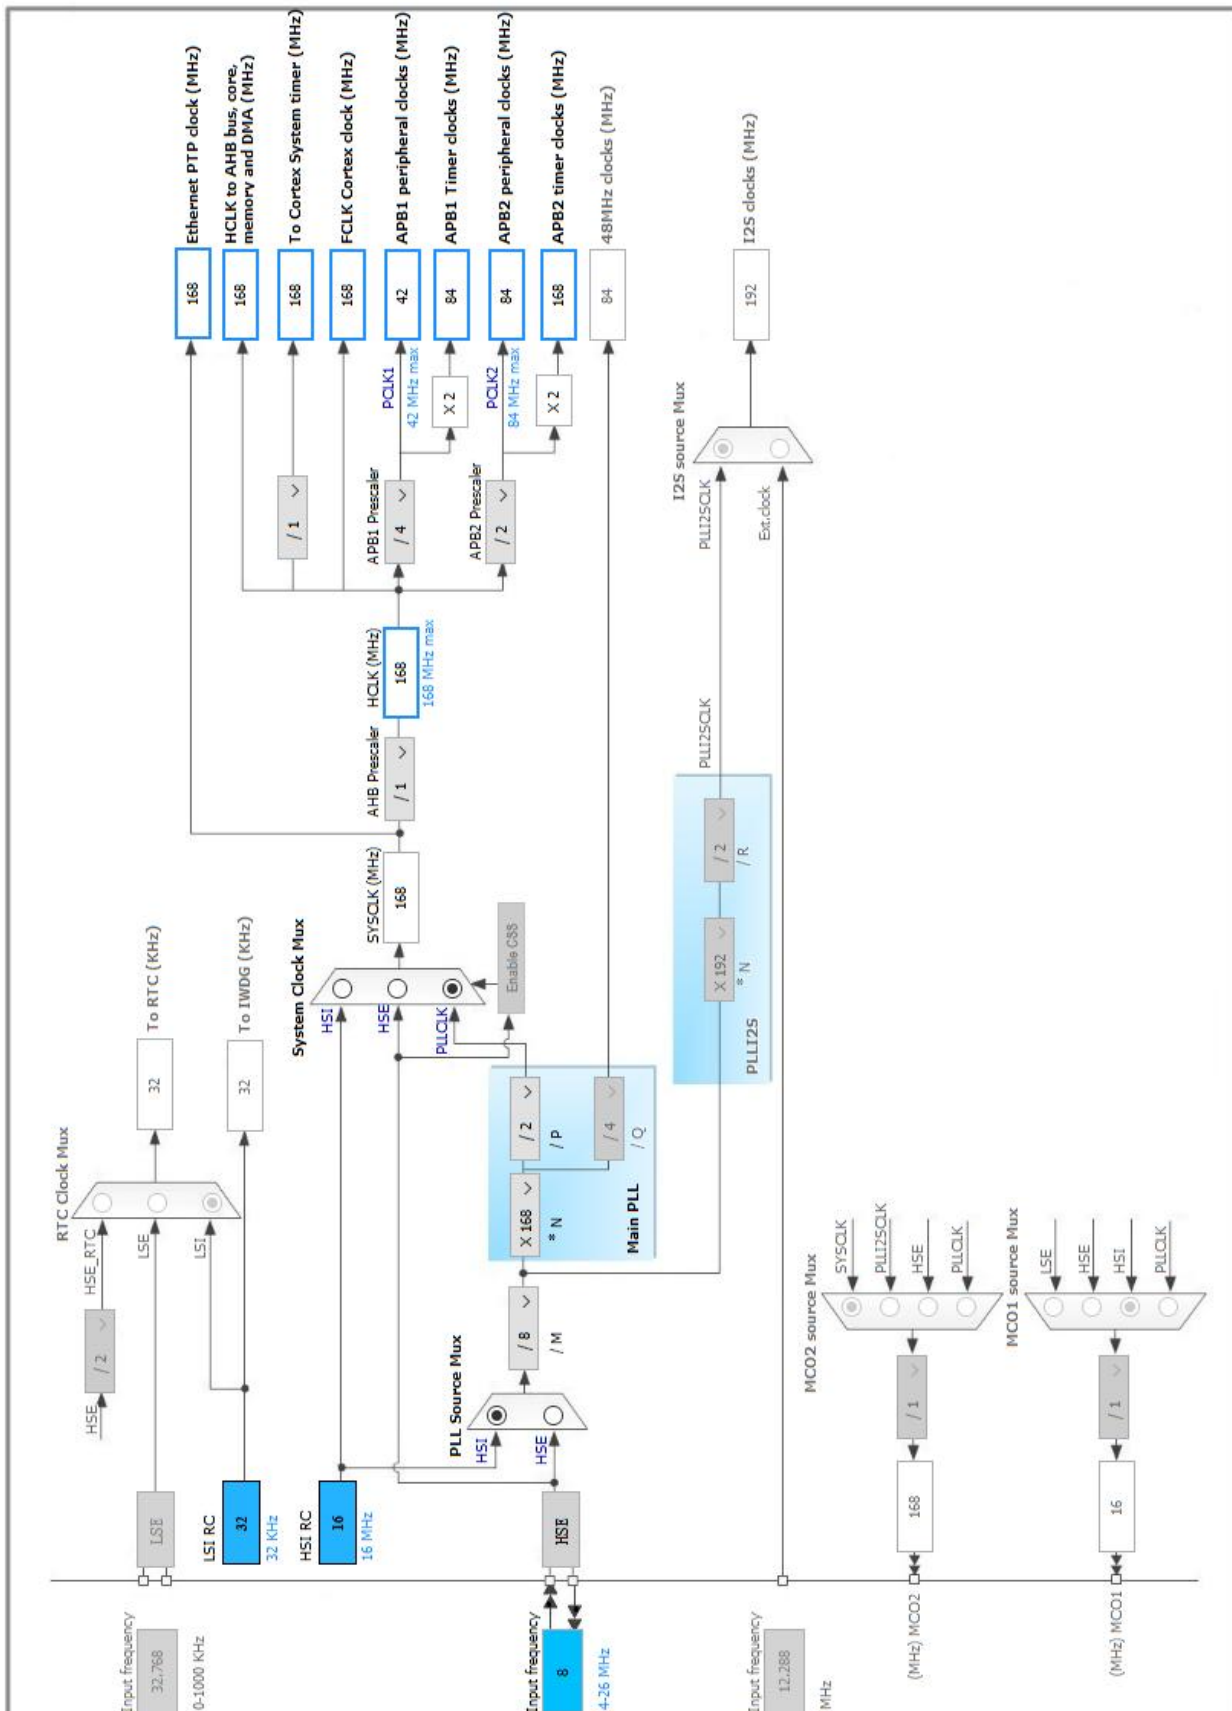 RTC Clock Mux
HSE
/ 2
HSE_RTC
LSE
LSI
32
To RTC (KHz)
Input frequency
32.768
0-1000 KHz
LSE
LSI RC
32
32 KHz
32
To IWDG (KHz)
HSI RC
16
16 MHz
System Clock Mux
HSI
HSE
PLLCLK
Enable CSS
SYSCLK (MHz)
168
AHB Prescaler
/ 1
HCLK (MHz)
168
168 MHz max
168
Ethernet PTP clock (MHz)
168
HCLK to AHB bus, core,
memory and DMA (MHz)
/ 1
168
To Cortex System timer (MHz)
168
FCLK Cortex clock (MHz)
APB1 Prescaler
/ 4
PCLK1
42 MHz max
42
APB1 peripheral clocks (MHz)
X 2
84
APB1 Timer clocks (MHz)
APB2 Prescaler
/ 2
PCLK2
84 MHz max
84
APB2 peripheral clocks (MHz)
X 2
168
APB2 timer clocks (MHz)
84
48MHz clocks (MHz)
Input frequency
8
4-26 MHz
HSE
PLL Source Mux
HSI
HSE
/ 8
/ M
X 168
* N
/ 2
/ P
/ 4
/ Q
Main PLL
X 192
* N
/ 2
/ R
PLLI2S
PLLI2SCLK
I2S source Mux
PLLI2SCLK
Ext.clock
192
I2S clocks (MHz)
Input frequency
12.288
MHz
MCO2 source Mux
SYSCLK
PLLI2SCLK
HSE
PLLCLK
/ 1
168
(MHz) MCO2
MCO1 source Mux
LSE
HSE
HSI
PLLCLK
/ 1
16
(MHz) MCO1